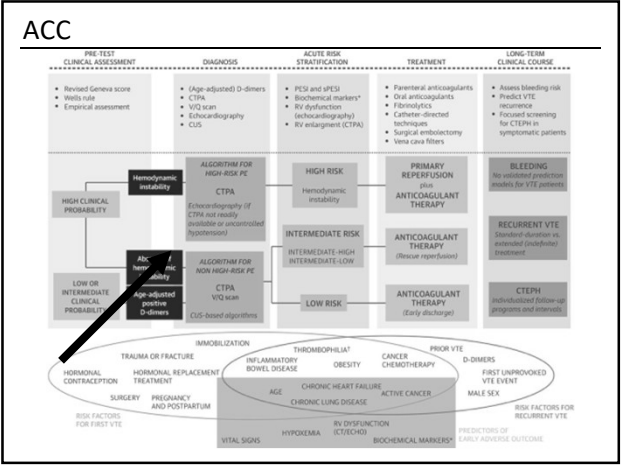 ACC
PRE-TEST
CLINICAL ASSESSMENT
DIAGNOSIS
ACUTE RISK
STRATIFICATION
TREATMENT
LONG-TERM
CLINICAL COURSE
• Revised Geneva score
• Wells rule
• Empirical assessment
• (Age-adjusted) D-dimers
• CTPA
• V/Q scan
• Echocardiography
• CUS
• PESI and sPESI
• Biochemical markers*
• RV dysfunction
(echocardiography)
• RV enlargment (CTPA)
• Parenteral anticoagulants
• Oral anticoagulants
• Fibrinolytics
• Catheter-directed
techniques
• Surgical embolectomy
• Vena cava filters
• Assess bleeding risk
• Predict VTE
recurrence
• Focused screening
for CTEPH in
symptomatic patients
HIGH CLINICAL
PROBABILITY
LOW OR
INTERMEDIATE
CLINICAL
PROBABILITY
Hemodynamic
instability
hemodynamic
Age-adjusted
positive
D-dimers
ALGORITHM FOR
HIGH-RISK PE
CTPA
Echocardiography (if
CTPA not readily
available or uncontrolled
hypotension)
ALGORITHM FOR
NON HIGH-RISK PE
CTPA
V/Q scan
CUS-based algorithms
HIGH RISK
Hemodynamic
instability
INTERMEDIATE RISK
INTERMEDIATE-HIGH
INTERMEDIATE-LOW
LOW RISK
PRIMARY
REPERFUSION
plus
ANTICOAGULANT
THERAPY
ANTICOAGULANT
THERAPY
(Rescue reperfusion)
ANTICOAGULANT
THERAPY
(Early discharge)
BLEEDING
No validated prediction
models for VTE patients
RECURRENT VTE
Standard-duration vs.
extended (indefinite)
treatment
CTEPH
Individualized follow-up
programs and intervals
IMMOBILIZATION
TRAUMA OR FRACTURE
HORMONAL
CONTRACEPTION
HORMONAL REPLACEMENT
TREATMENT
SURGERY
PREGNANCY
AND POSTPARTUM
RISK FACTORS
FOR FIRST VTE
THROMBOPHILIA†
INFLAMMATORY
BOWEL DISEASE
OBESITY
CANCER
CHEMOTHERAPY
AGE
CHRONIC HEART FAILURE
CHRONIC LUNG DISEASE
ACTIVE CANCER
PRIOR VTE
D-DIMERS
FIRST UNPROVOKED
VTE EVENT
MALE SEX
RISK FACTORS FOR
RECURRENT VTE
VITAL SIGNS
HYPOXEMIA
RV DYSFUNCTION
(CT/ECHO)
BIOCHEMICAL MARKERS*
PREDICTORS OF
EARLY ADVERSE OUTCOME